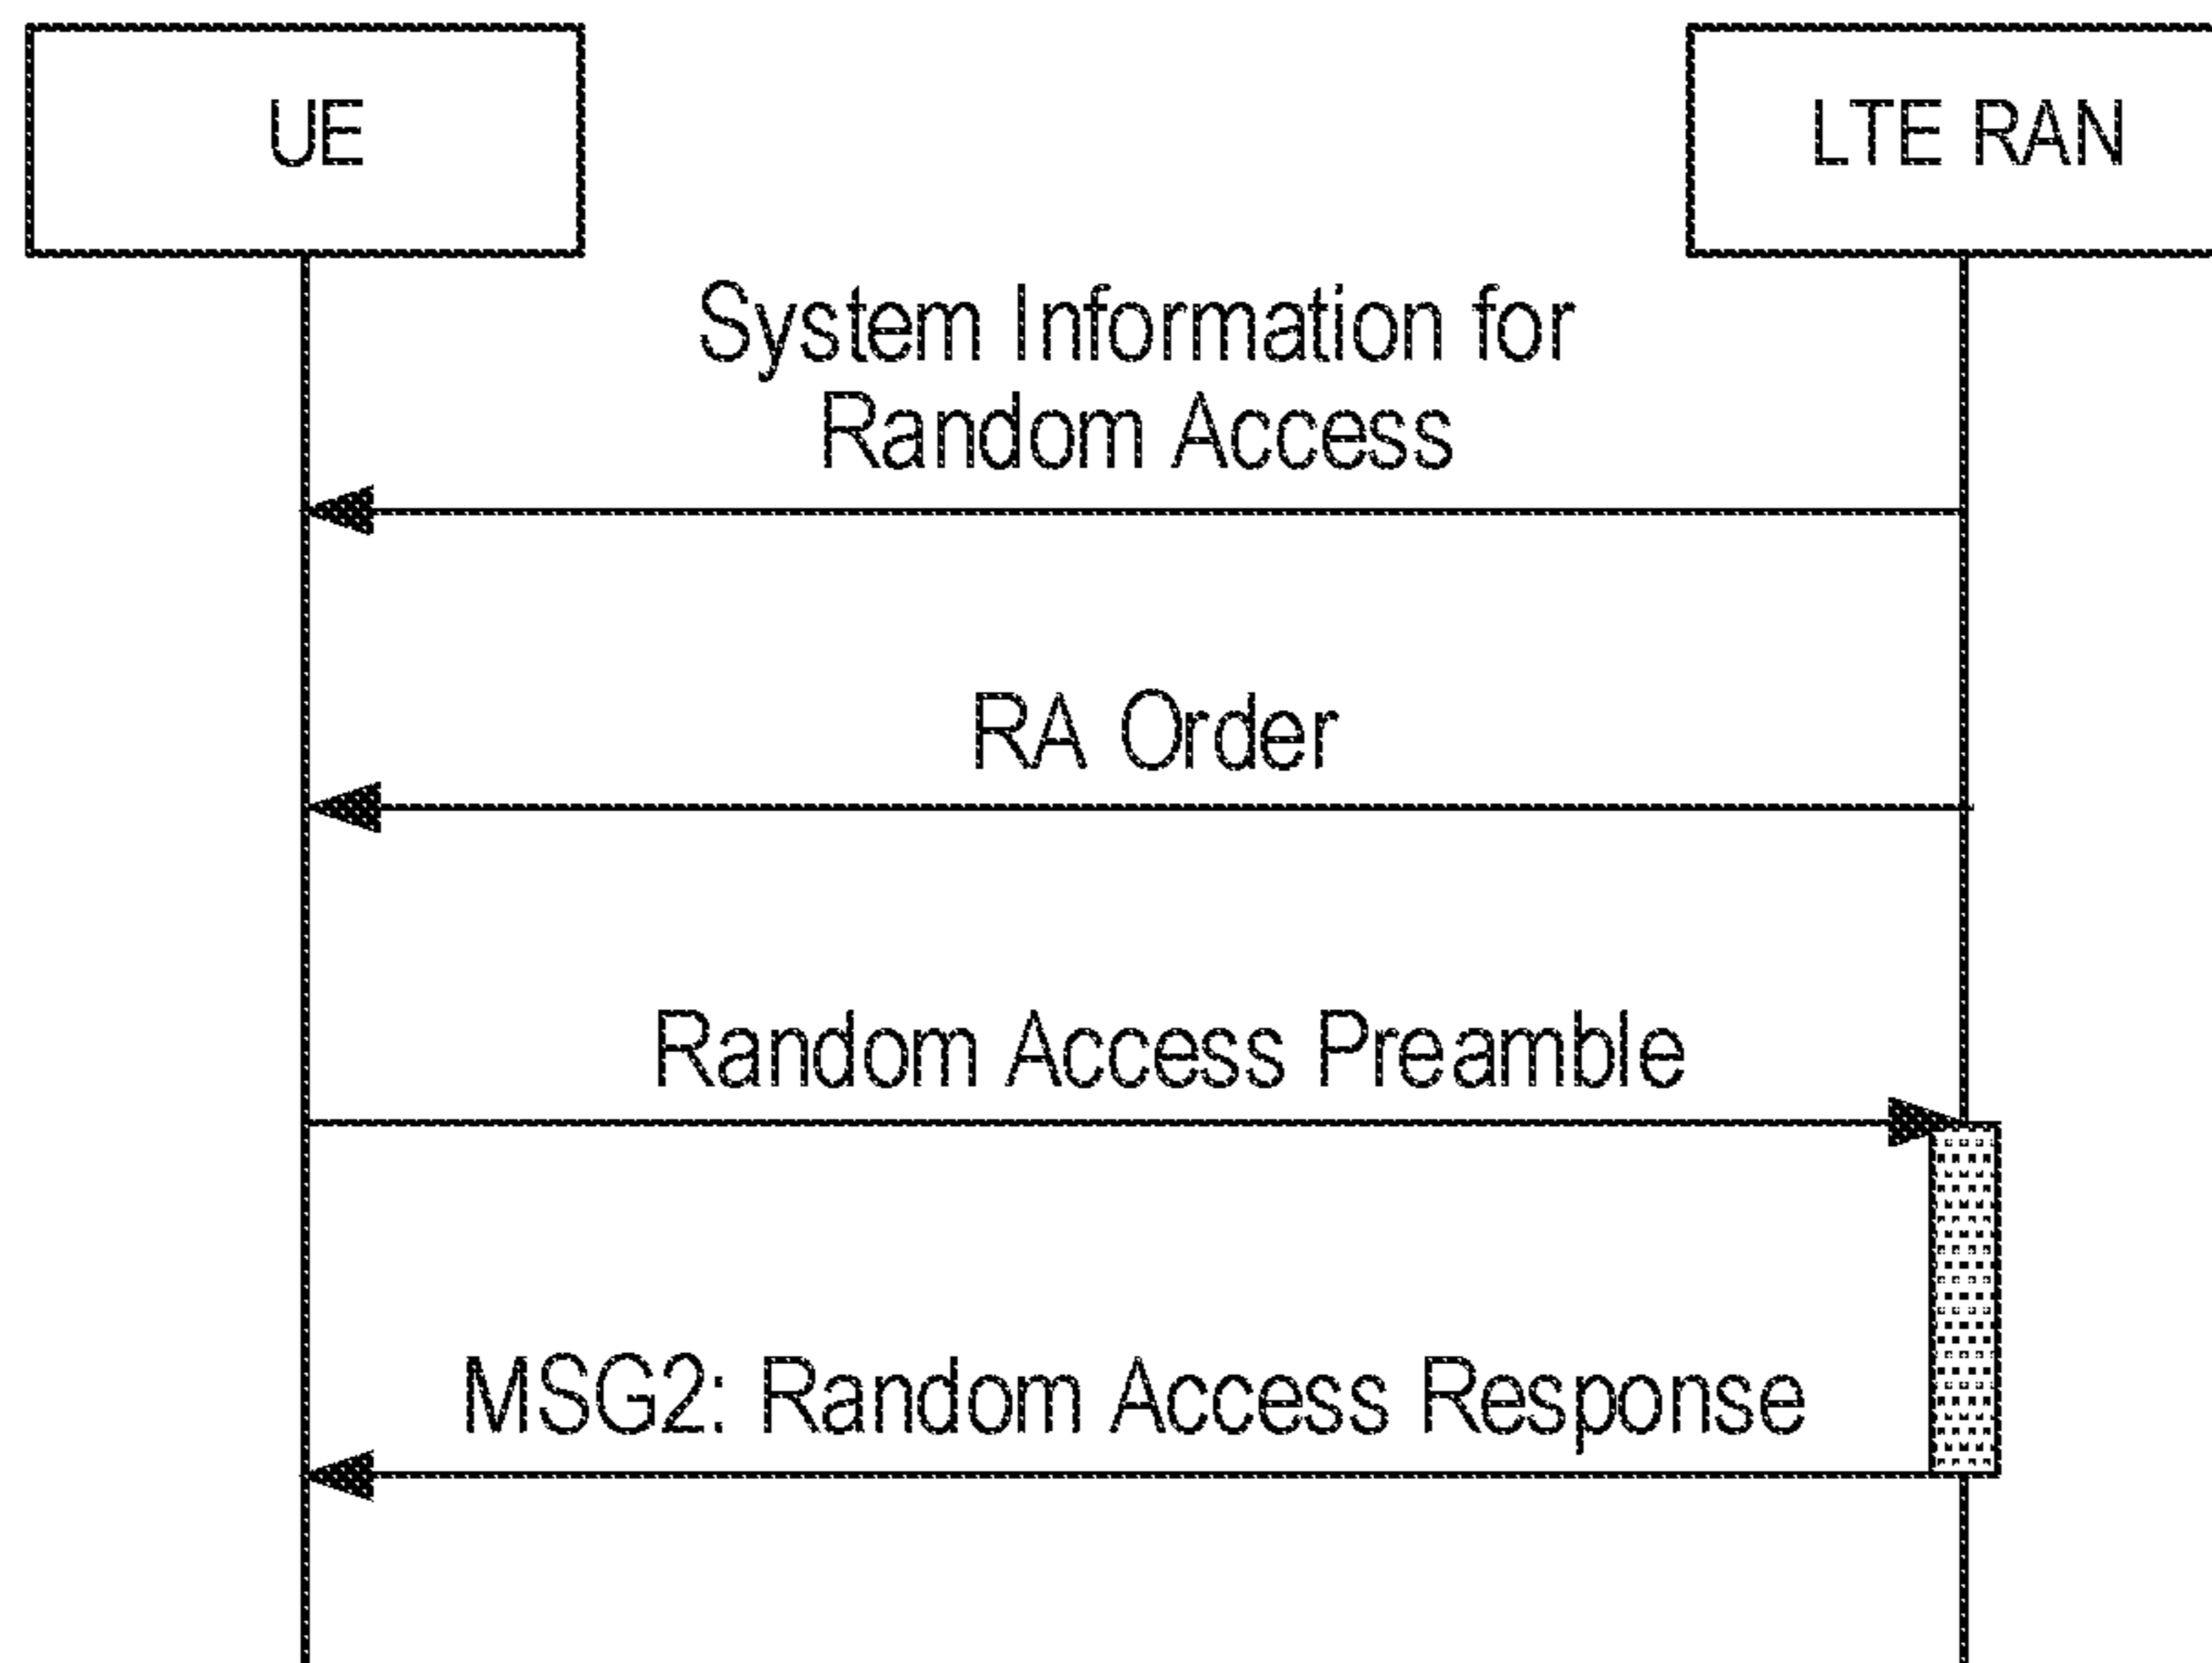 UE
LTE RAN
System Information for
Random Access
RA Order
Random Access Preamble
MSG2: Random Access Response